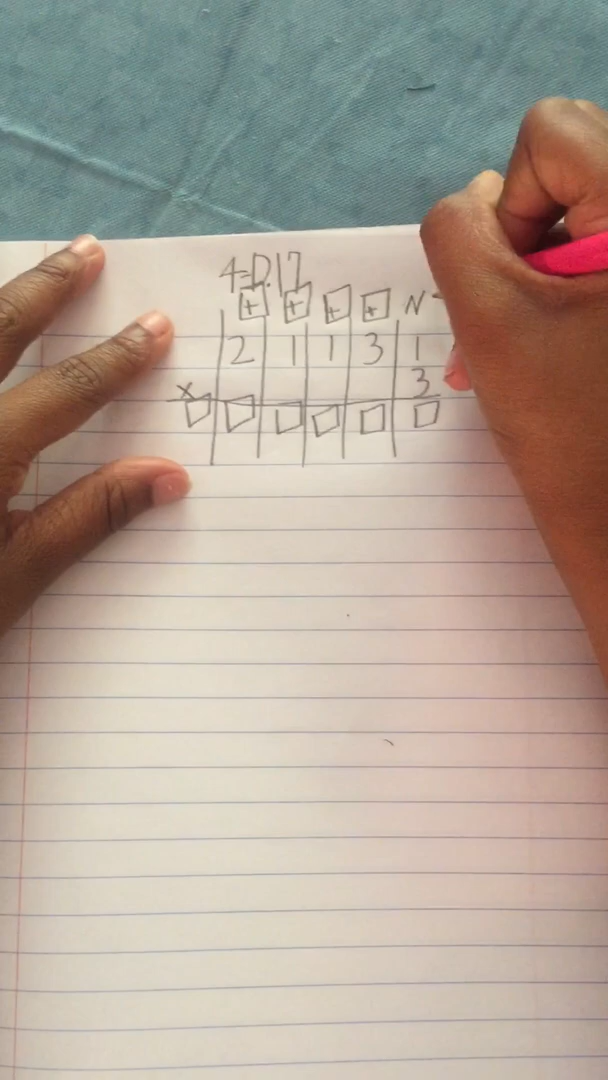 4-D.17
+ + + + N
2 1 1 3 1
3
x